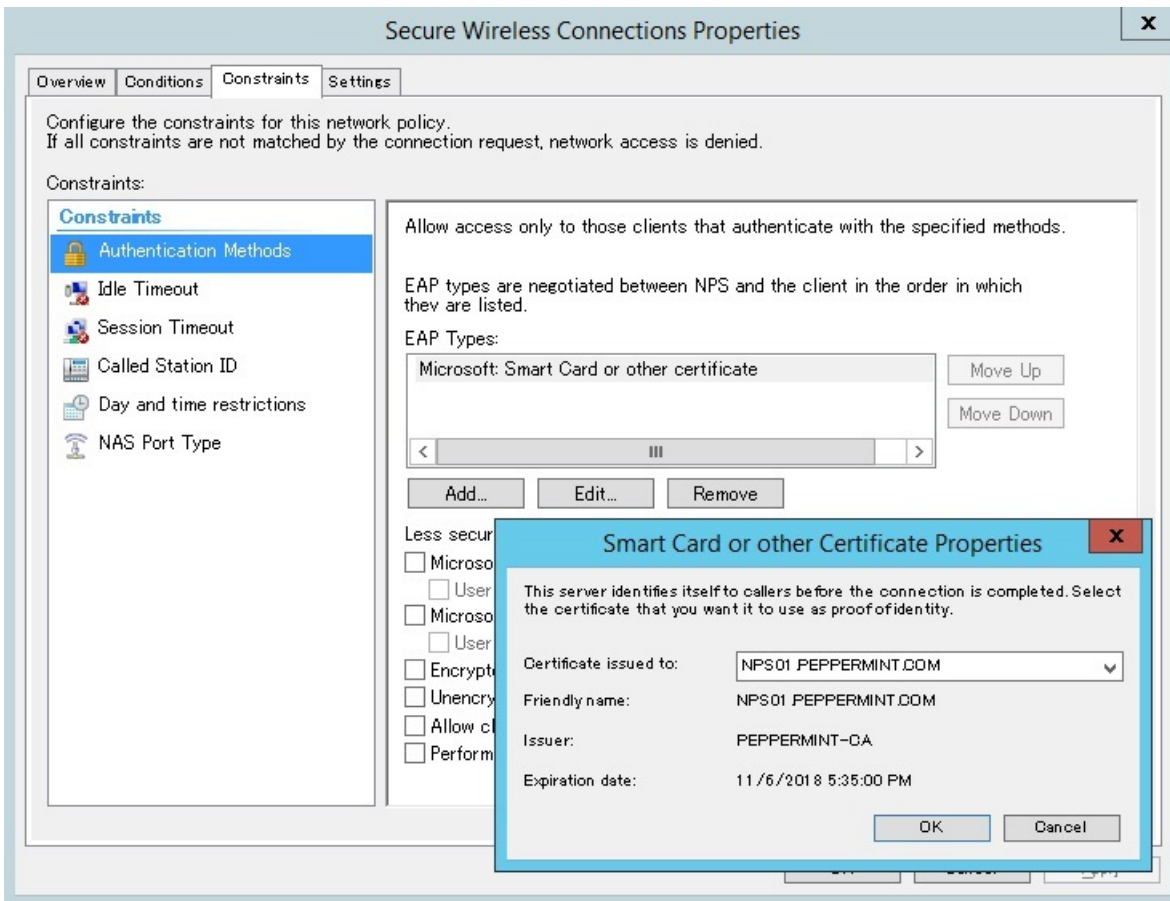 Secure Wireless Connections Properties
x
Overview Conditions Constraints Settings
Configure the constraints for this network policy.
If all constraints are not matched by the connection request, network access is denied.
Constraints:
Constraints
Authentication Methods
Idle Timeout
Session Timeout
Called Station ID
Day and time restrictions
NAS Port Type
Allow access only to those clients that authenticate with the specified methods.
EAP types are negotiated between NPS and the client in the order in which
they are listed.
EAP Types:
Microsoft: Smart Card or other certificate
Move Up
Move Down
Add... Edit... Remove
Less secur
Microso
User
Microso
User
Encrypt
Unency
Allow cl
Perform
Smart Card or other Certificate Properties
x
This server identifies itself to callers before the connection is completed. Select
the certificate that you want it to use as proof of identity.
Certificate issued to: NPS01.PEPPERMINT.COM
Friendly name: NPS01.PEPPERMINT.COM
Issuer: PEPPERMINT-CA
Expiration date: 11/6/2018 5:35:00 PM
OK Cancel